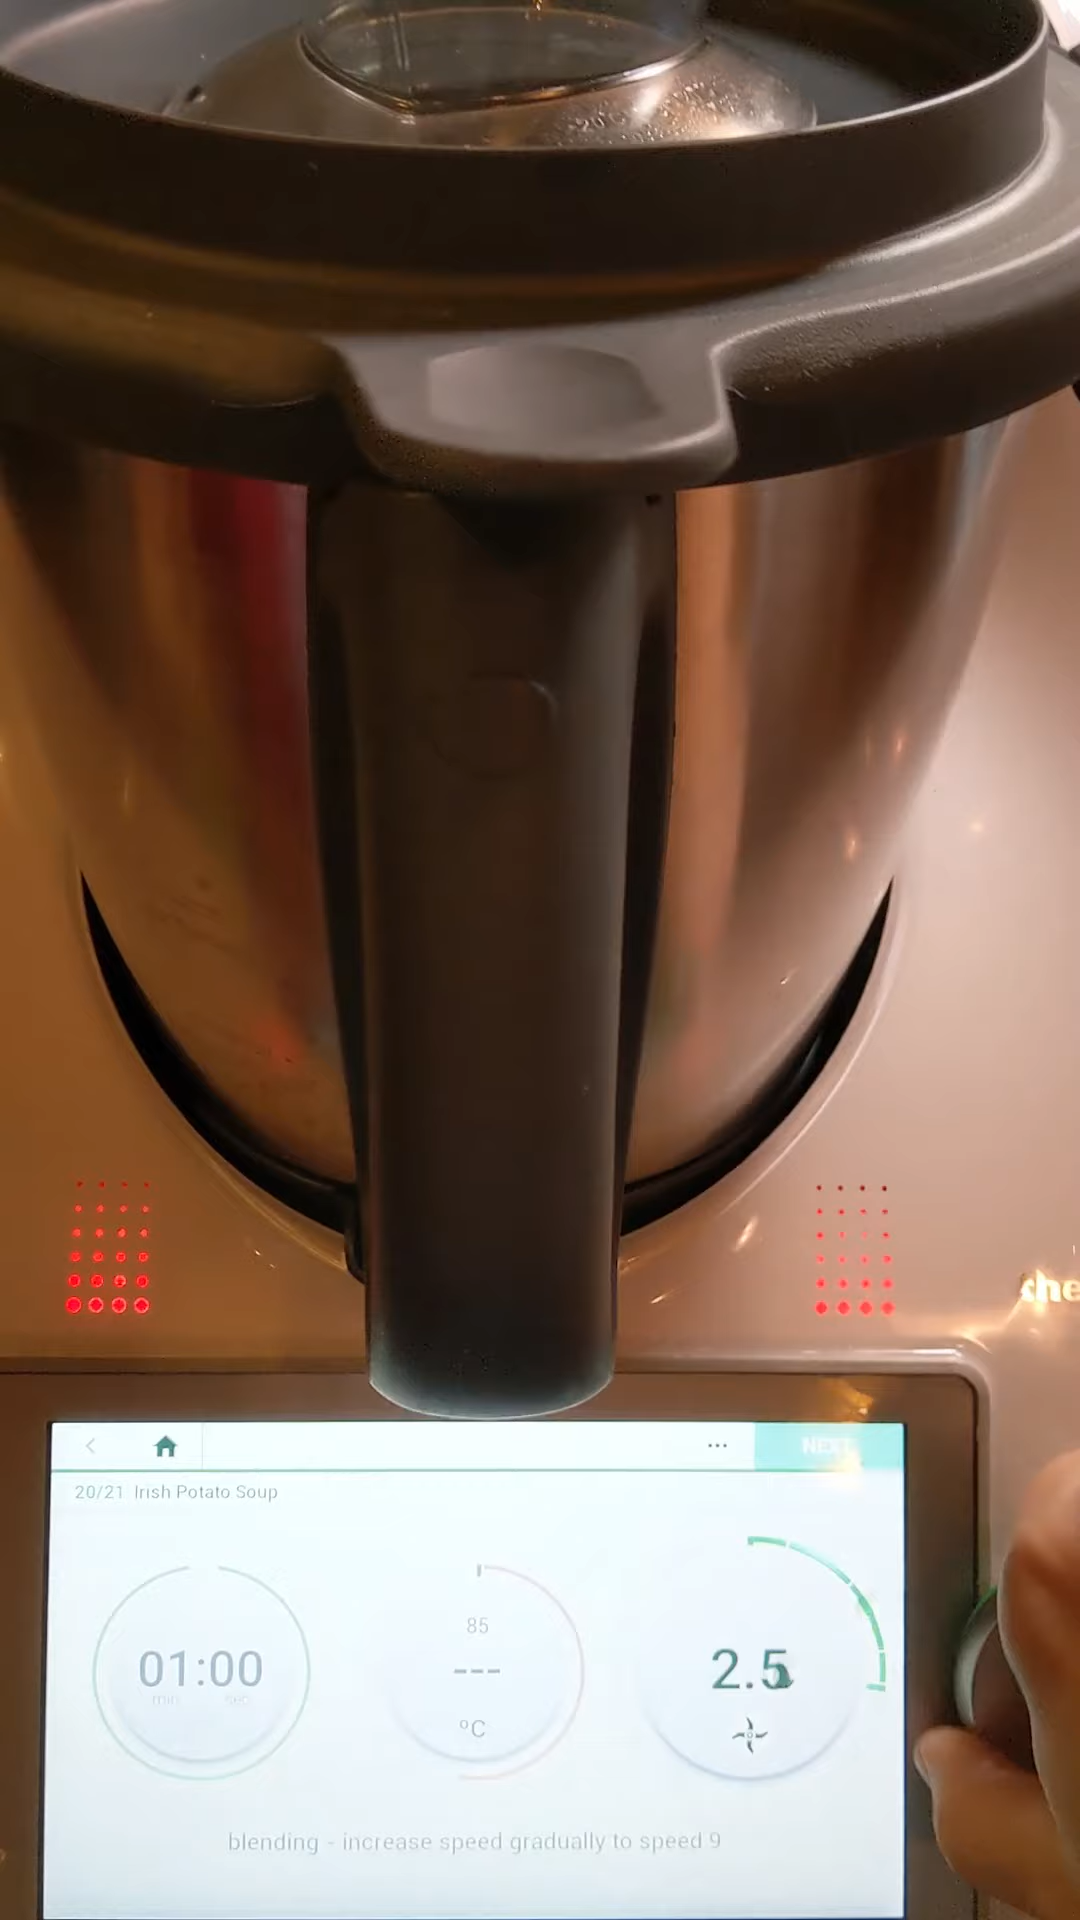 che
NEXT
20/21 Irish Potato Soup
01:00
min sec
85
---
°C
2.5
blending - increase speed gradually to speed 9